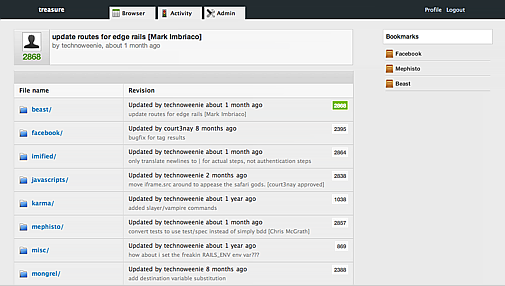 treasure Browser Activity Admin Profile Logout
update routes for edge rails [Mark Imbriaco]
by technoweenie, about 1 month ago
2868
Bookmarks
Facebook
Mephisto
Beast
File name Revision
beast/ Updated by technoweenie about 1 month ago 2868
update routes for edge rails [Mark Imbriaco]
facebook/ Updated by court3nay 8 months ago 2395
bugfix for tag results
imified/ Updated by technoweenie about 1 month ago 2864
only translate newlines to | for actual steps, not authentication steps
javascripts/ Updated by technoweenie 2 months ago 2838
move iframe.src around to appease the safari gods. [court3nay approved]
karma/ Updated by technoweenie about 1 year ago 1038
added slayer/vampire commands
mephisto/ Updated by technoweenie about 1 month ago 2857
convert tests to use test/spec instead of simply bdd [Chris McGrath]
misc/ Updated by technoweenie about 1 year ago 869
how about i set the freakin RAILS_ENV env var???
mongrel/ Updated by technoweenie 8 months ago 2388
add destination variable substitution